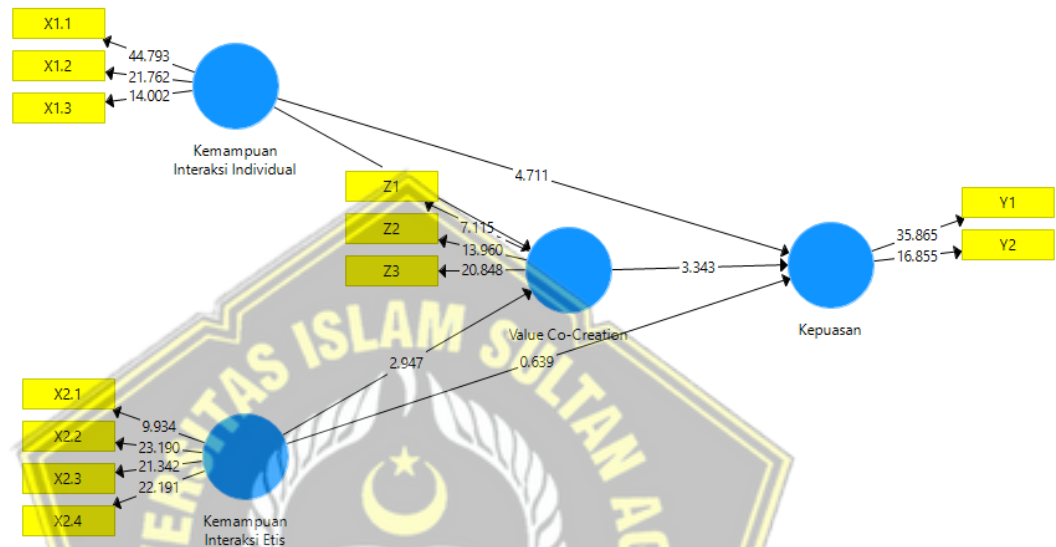 X1.1
X1.2
X1.3
44.793
21.762
14.002
Kemampuan
Interaksi Individual
4.711
Z1
Z2
Z3
7.115
13.960
20.848
Value Co-Creation
3.343
Y1
Y2
35.865
16.855
Kepuasan
2.947
0.639
X2.1
X2.2
X2.3
X2.4
9.934
23.190
21.342
22.191
Kemampuan
Interaksi Etis
ISLAM SULTAN